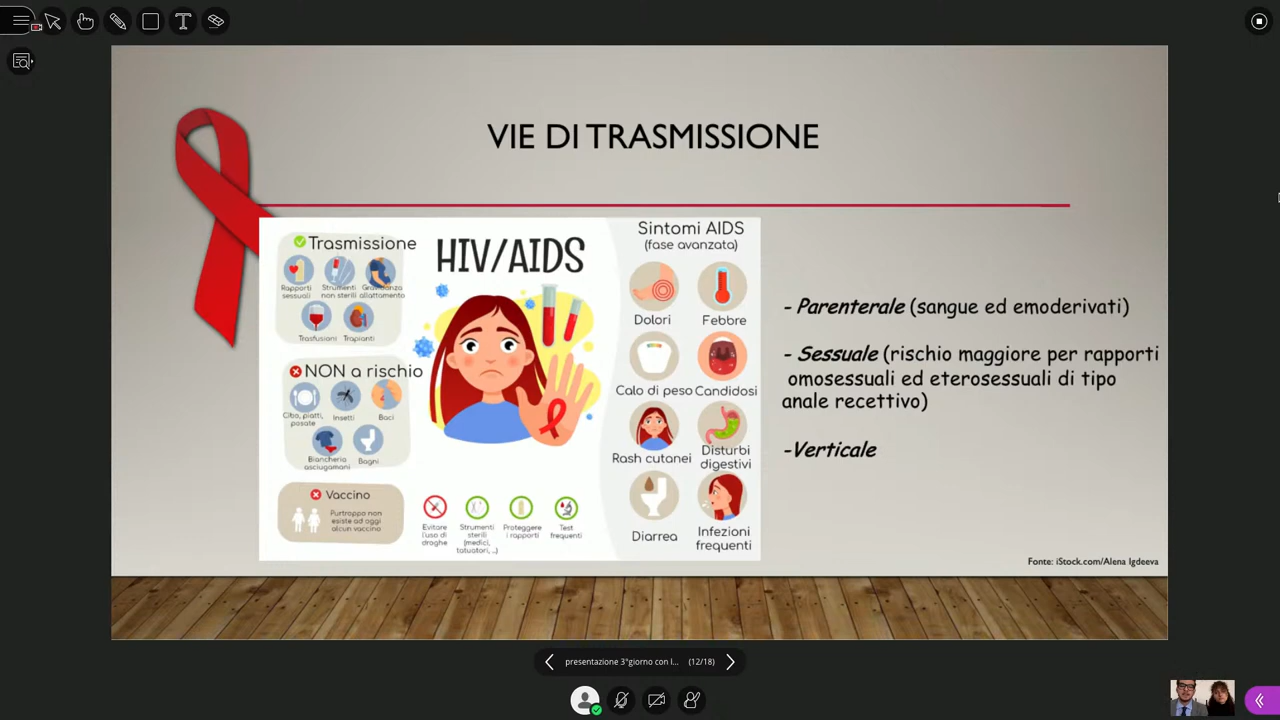 VIE DI TRASMISSIONE
Trasmissione
Rapporti
sessuali
Strumenti
non sterili
Gravidanza
allattamento
Trasfusioni
Trapianti
NON a rischio
Cibo, piatti,
posate
Insetti
Baci
Biancheria
asciugamani
Bagni
Vaccino
Purtroppo non
esiste ad oggi
alcun vaccino
HIV/AIDS
Evitare
l'uso di
droghe
Strumenti
sterili
(medici,
tatuatori, ..)
Proteggere
i rapporti
Test
frequenti
Sintomi AIDS
(fase avanzata)
Dolori
Febbre
Calo di peso
Candidosi
Rash cutanei
Disturbi
digestivi
Diarrea
Infezioni
frequenti
- Parenterale (sangue ed emoderivati)
- Sessuale (rischio maggiore per rapporti
omosessuali ed eterosessuali di tipo
anale recettivo)
-Verticale
Fonte: iStock.com/Alena Igdeeva
presentazione 3°giorno con l... (12/18)